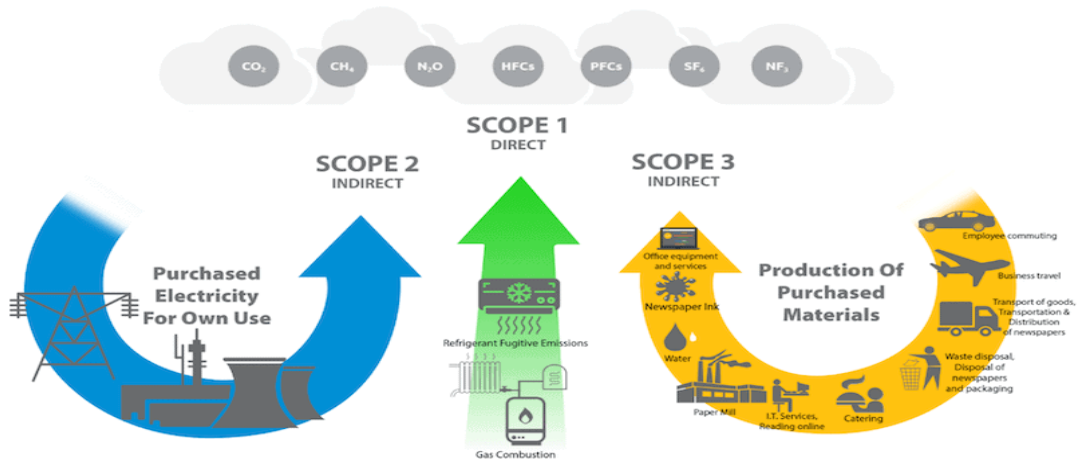 CO₂
CH₄
N₂O
HFCs
PFCs
SF₆
NF₃
SCOPE 1
DIRECT
SCOPE 2
INDIRECT
SCOPE 3
INDIRECT
Purchased
Electricity
For Own Use
Refrigerant Fugitive Emissions
Gas Combustion
Production Of
Purchased
Materials
Office equipment
and services
Newspaper Ink
Water
Paper Mill
I.T. Services,
Reading online
Catering
Waste disposal,
Disposal of
newspapers
and packaging
Transport of goods,
Transportation &
Distribution
of newspapers
Business travel
Employee commuting